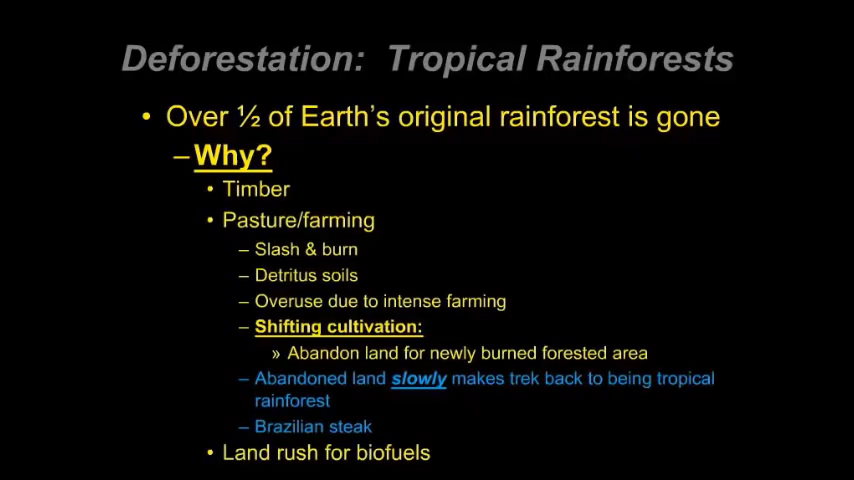 Deforestation: Tropical Rainforests
• Over ½ of Earth's original rainforest is gone
– Why?
• Timber
• Pasture/farming
– Slash & burn
– Detritus soils
– Overuse due to intense farming
– Shifting cultivation:
» Abandon land for newly burned forested area
– Abandoned land slowly makes trek back to being tropical
rainforest
– Brazilian steak
• Land rush for biofuels